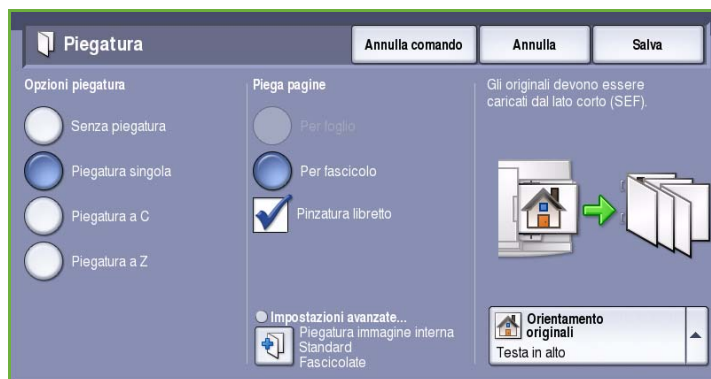 Piegatura
Annulla comando
Annulla
Salva
Opzioni piegatura
Senza piegatura
Piegatura singola
Piegatura a C
Piegatura a Z
Piega pagine
Per foglio
Per fascicolo
Pinzatura libretto
Impostazioni avanzate...
Piegatura immagine interna
Standard
Fascicolate
Gli originali devono essere
caricati dal lato corto (SEF).
Orientamento
originali
Testa in alto